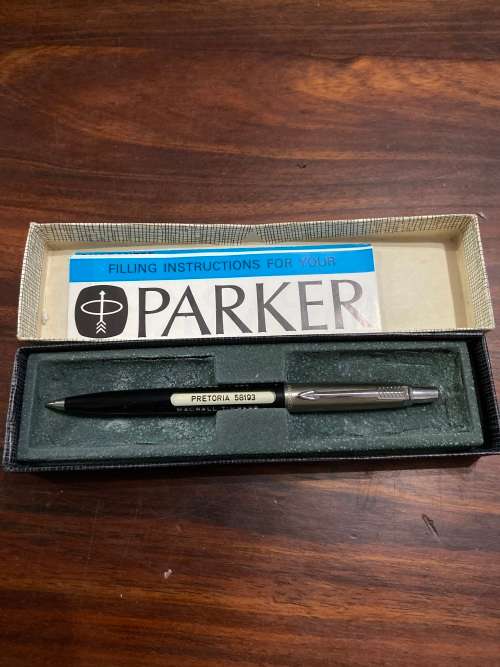 FILLING INSTRUCTIONS FOR YOUR
PARKER
PRETORIA 58193